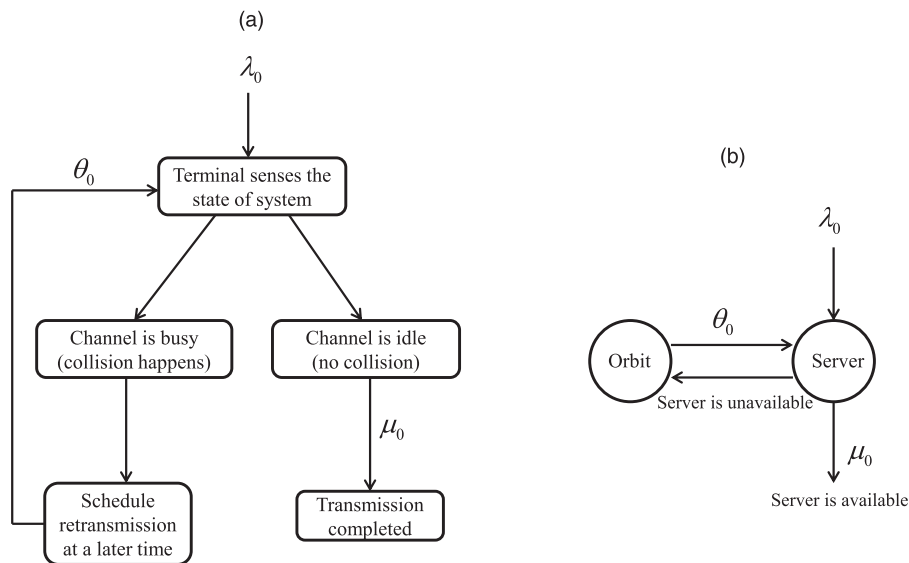 (a)
λ₀
θ₀
Terminal senses the
state of system
Channel is busy
(collision happens)
Channel is idle
(no collision)
μ₀
Schedule
retransmission
at a later time
Transmission
completed
(b)
λ₀
θ₀
Orbit
Server
Server is unavailable
μ₀
Server is available